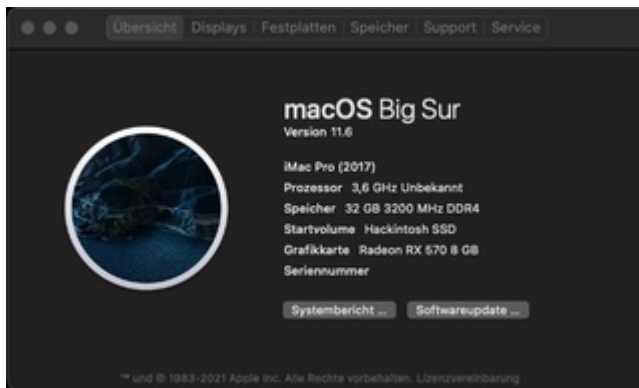 Übersicht Displays Festplatten Speicher Support Service
macOS Big Sur
Version 11.6
iMac Pro (2017)
Prozessor 3,6 GHz Unbekannt
Speicher 32 GB 3200 MHz DDR4
Startvolume Hackintosh SSD
Grafikkarte Radeon RX 570 8 GB
Seriennummer
Systembericht ... Softwareupdate ...
™ und © 1983-2021 Apple Inc. Alle Rechte vorbehalten. Lizenzvereinbarung